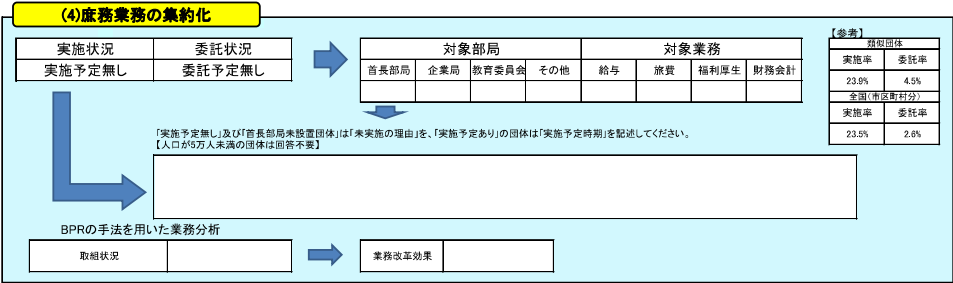 (4)庶務業務の集約化
実施状況 委託状況
実施予定無し 委託予定無し
対象部局 対象業務
首長部局 企業局 教育委員会 その他 給与 旅費 福利厚生 財務会計
【参考】
類似団体
実施率 委託率
23.9% 4.5%
全国(市区町村分)
実施率 委託率
23.5% 2.6%
「実施予定無し」及び「首長部局未設置団体」は「未実施の理由」を、「実施予定あり」の団体は「実施予定時期」を記述してください。
【人口が5万人未満の団体は回答不要】
BPRの手法を用いた業務分析
取組状況
業務改革効果